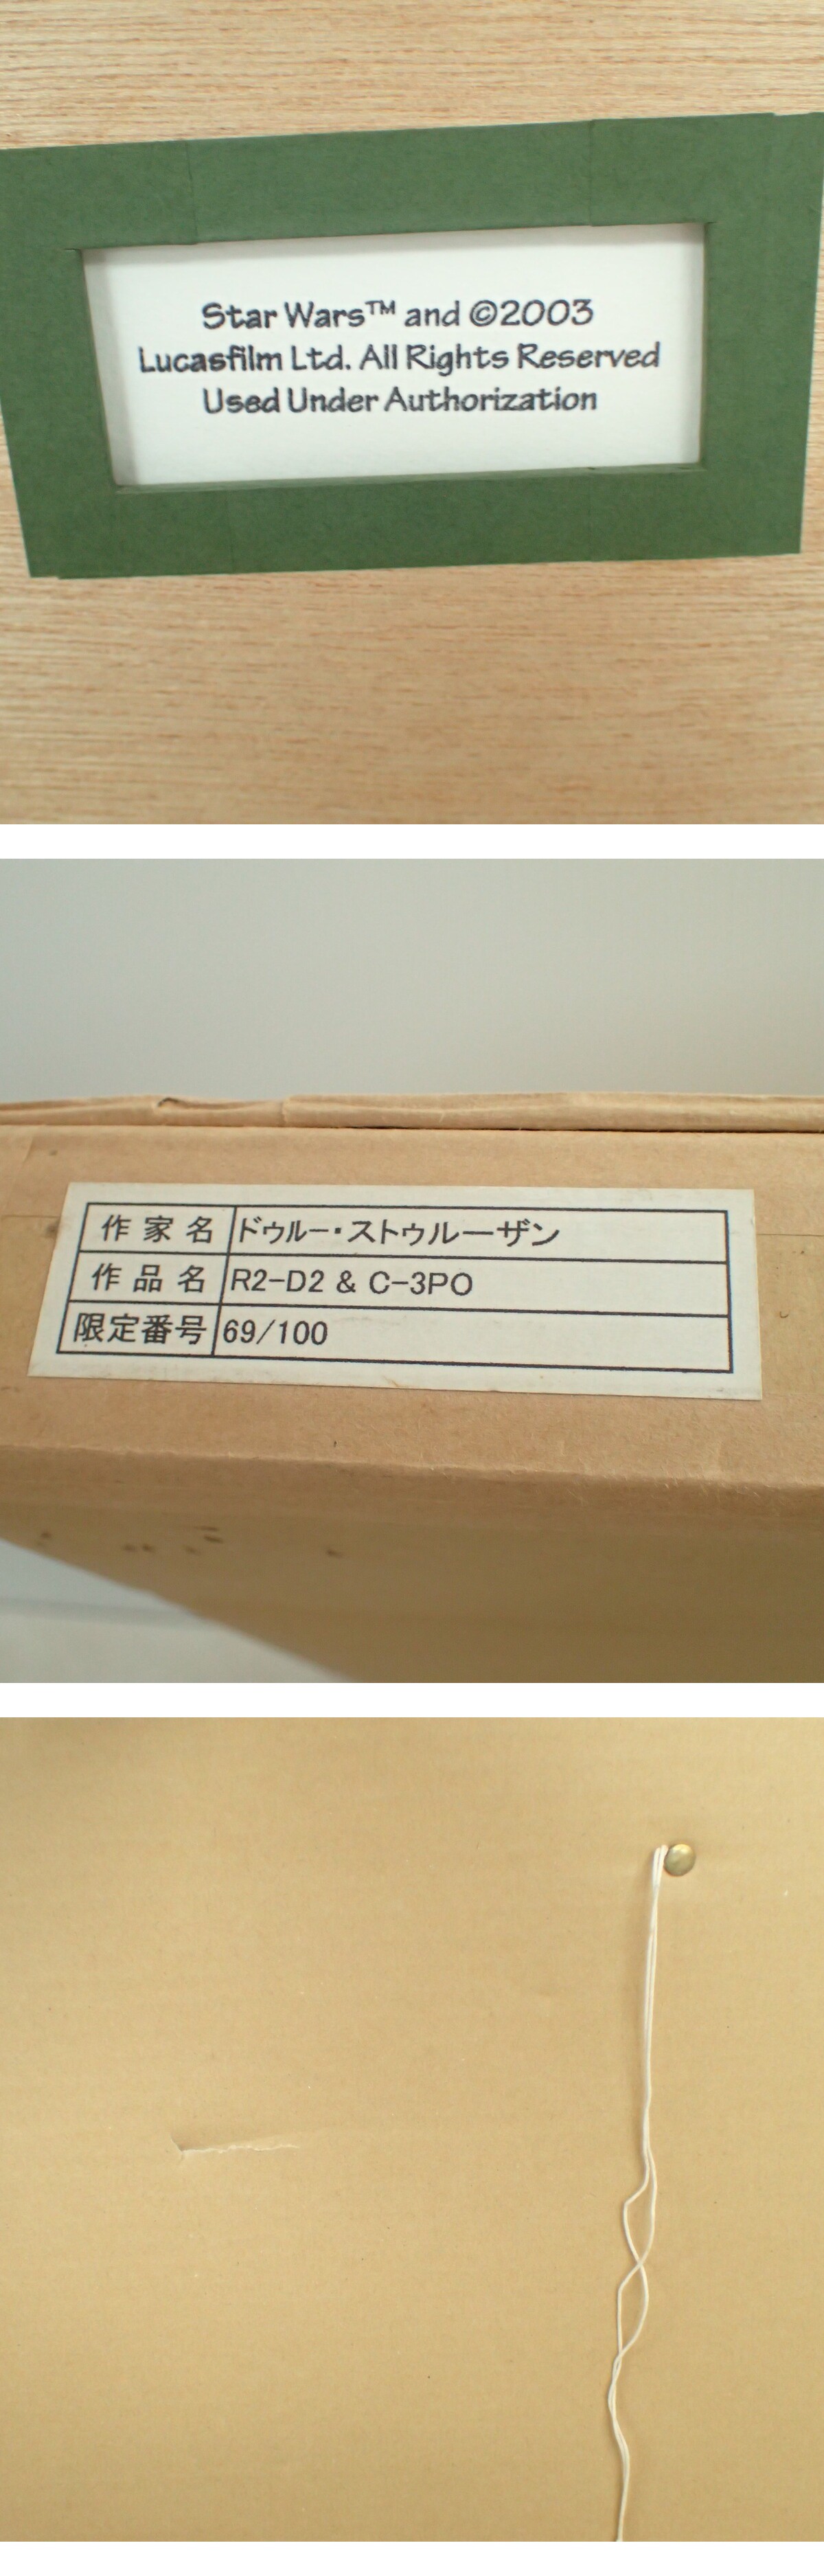 Star Wars™ and ©2003
Lucasfilm Ltd. All Rights Reserved
Used Under Authorization
作家名 ドゥルー・ストゥルーザン
作品名 R2-D2 & C-3PO
限定番号 69/100